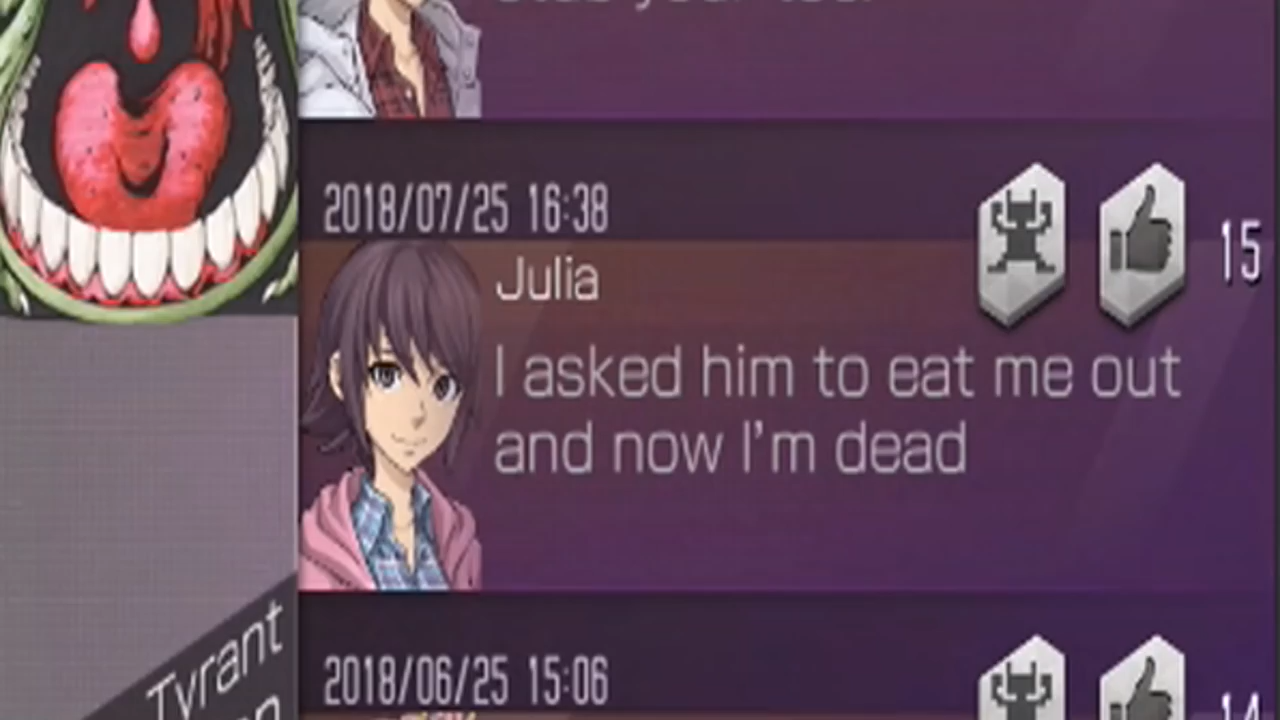 2018/07/25 16:38
15
Julia
I asked him to eat me out
and now I'm dead
Tyrant
2018/06/25 15:06
14